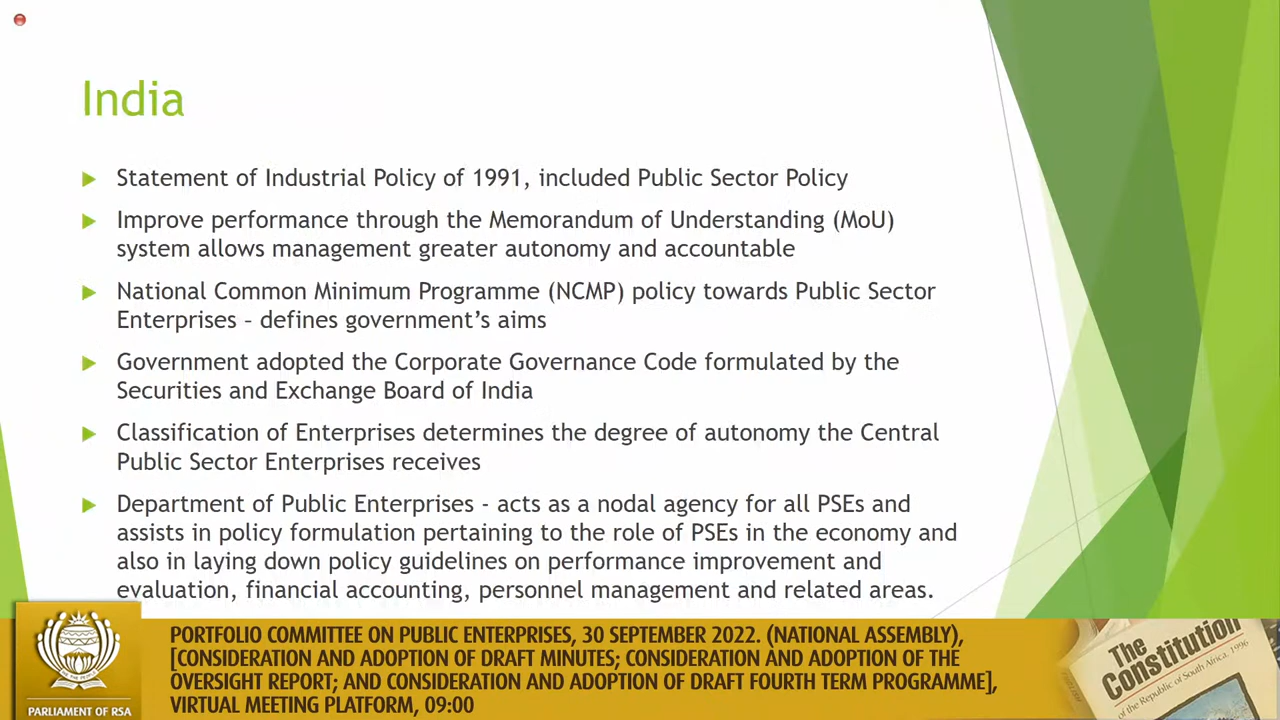 India
Statement of Industrial Policy of 1991, included Public Sector Policy
Improve performance through the Memorandum of Understanding (MoU)
system allows management greater autonomy and accountable
National Common Minimum Programme (NCMP) policy towards Public Sector
Enterprises – defines government's aims
Government adopted the Corporate Governance Code formulated by the
Securities and Exchange Board of India
Classification of Enterprises determines the degree of autonomy the Central
Public Sector Enterprises receives
Department of Public Enterprises - acts as a nodal agency for all PSEs and
assists in policy formulation pertaining to the role of PSEs in the economy and
also in laying down policy guidelines on performance improvement and
evaluation, financial accounting, personnel management and related areas.
PORTFOLIO COMMITTEE ON PUBLIC ENTERPRISES, 30 SEPTEMBER 2022. (NATIONAL ASSEMBLY),
[CONSIDERATION AND ADOPTION OF DRAFT MINUTES; CONSIDERATION AND ADOPTION OF THE
OVERSIGHT REPORT; AND CONSIDERATION AND ADOPTION OF DRAFT FOURTH TERM PROGRAMME],
VIRTUAL MEETING PLATFORM, 09:00
PARLIAMENT OF RSA
The
Constitution
of the Republic of South Africa, 1996